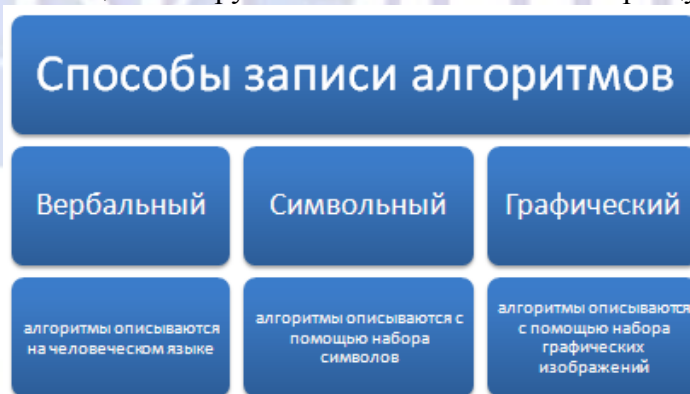 Способы записи алгоритмов
Вербальный
Символьный
Графический
алгоритмы описываются
на человеческом языке
алгоритмы описываются с
помощью набора
символов
алгоритмы описываются
с помощью набора
графических
изображений